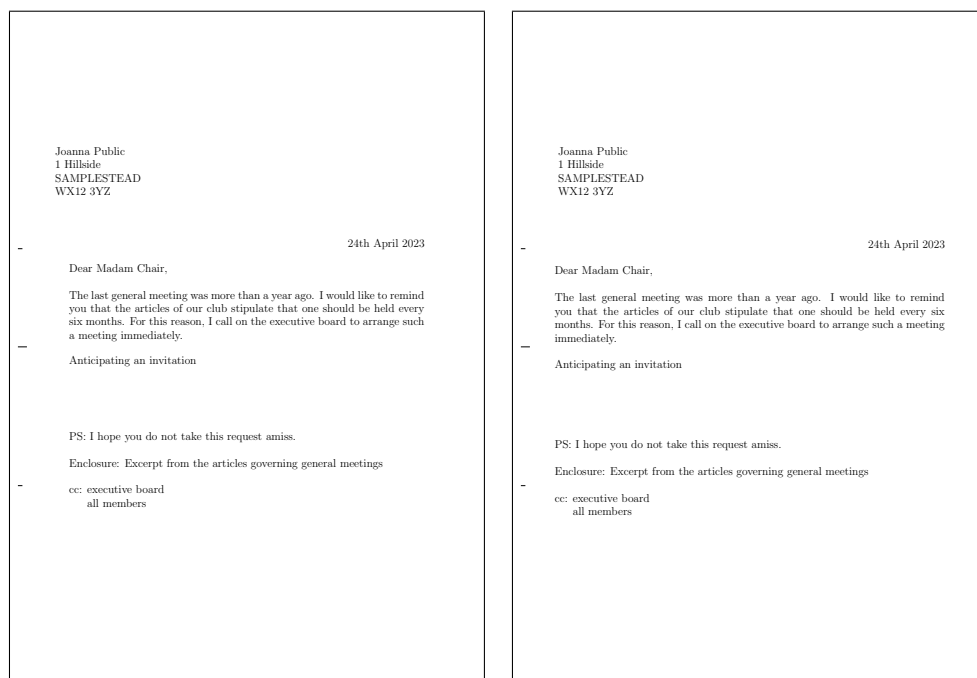 Joanna Public
1 Hillside
SAMPLESTEAD
WX12 3YZ
24th April 2023
Dear Madam Chair,
The last general meeting was more than a year ago. I would like to remind
you that the articles of our club stipulate that one should be held every
six months. For this reason, I call on the executive board to arrange such
a meeting immediately.
Anticipating an invitation
PS: I hope you do not take this request amiss.
Enclosure: Excerpt from the articles governing general meetings
cc: executive board
all members
Joanna Public
1 Hillside
SAMPLESTEAD
WX12 3YZ
24th April 2023
Dear Madam Chair,
The last general meeting was more than a year ago. I would like to remind
you that the articles of our club stipulate that one should be held every six
months. For this reason, I call on the executive board to arrange such a meeting
immediately.
Anticipating an invitation
PS: I hope you do not take this request amiss.
Enclosure: Excerpt from the articles governing general meetings
cc: executive board
all members